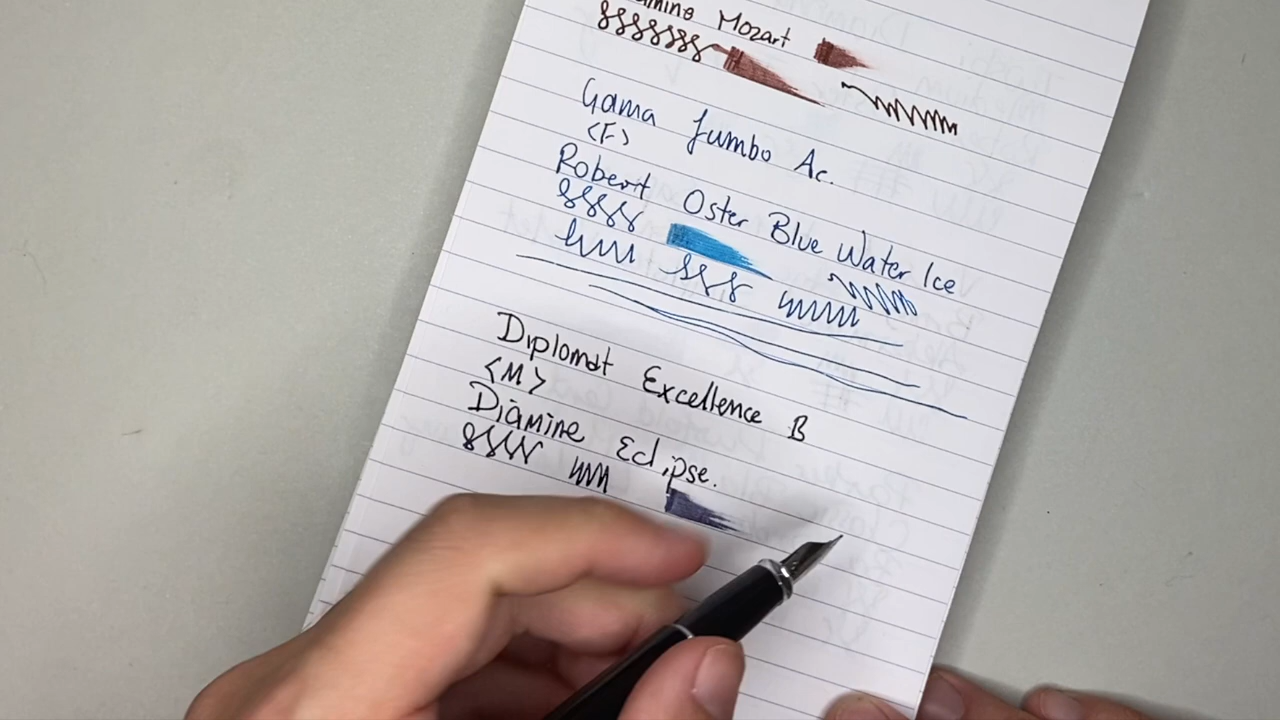 Mozart
Gama Jumbo Ac.
<F>
Robert Oster Blue Water Ice
Diplomat Excellence B
<M>
Diamine Eclipse.